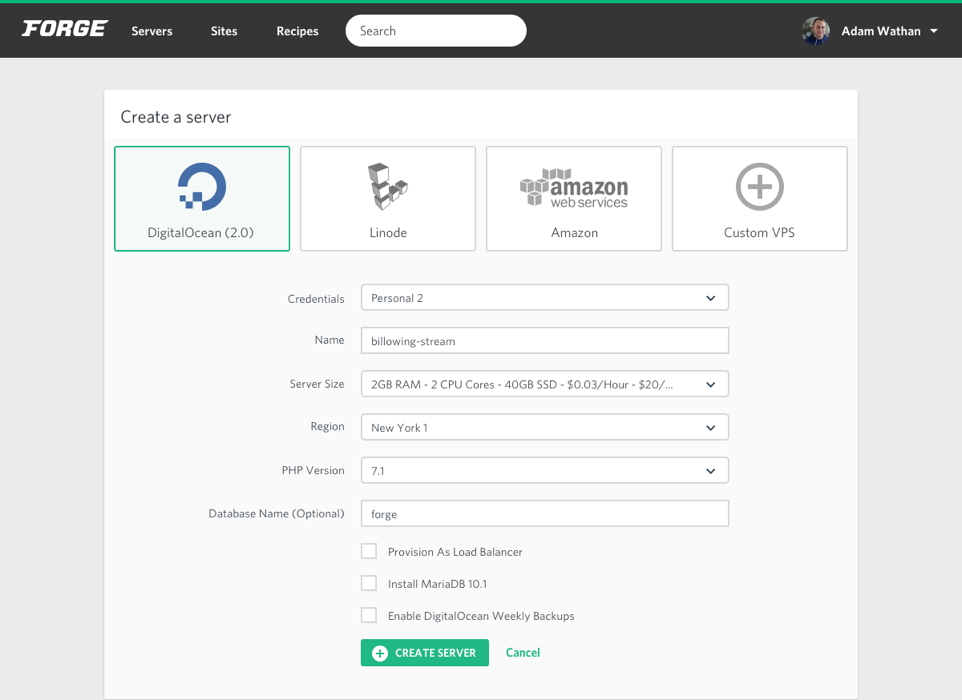 FORGE Servers Sites Recipes Search Adam Wathan
Create a server
amazon
web services
DigitalOcean (2.0) Linode Amazon Custom VPS
Credentials Personal 2
Name billowing-stream
Server Size 2GB RAM - 2 CPU Cores - 40GB SSD - $0.03/Hour - $20/...
Region New York 1
PHP Version 7.1
Database Name (Optional) forge
Provision As Load Balancer
Install MariaDB 10.1
Enable DigitalOcean Weekly Backups
CREATE SERVER Cancel